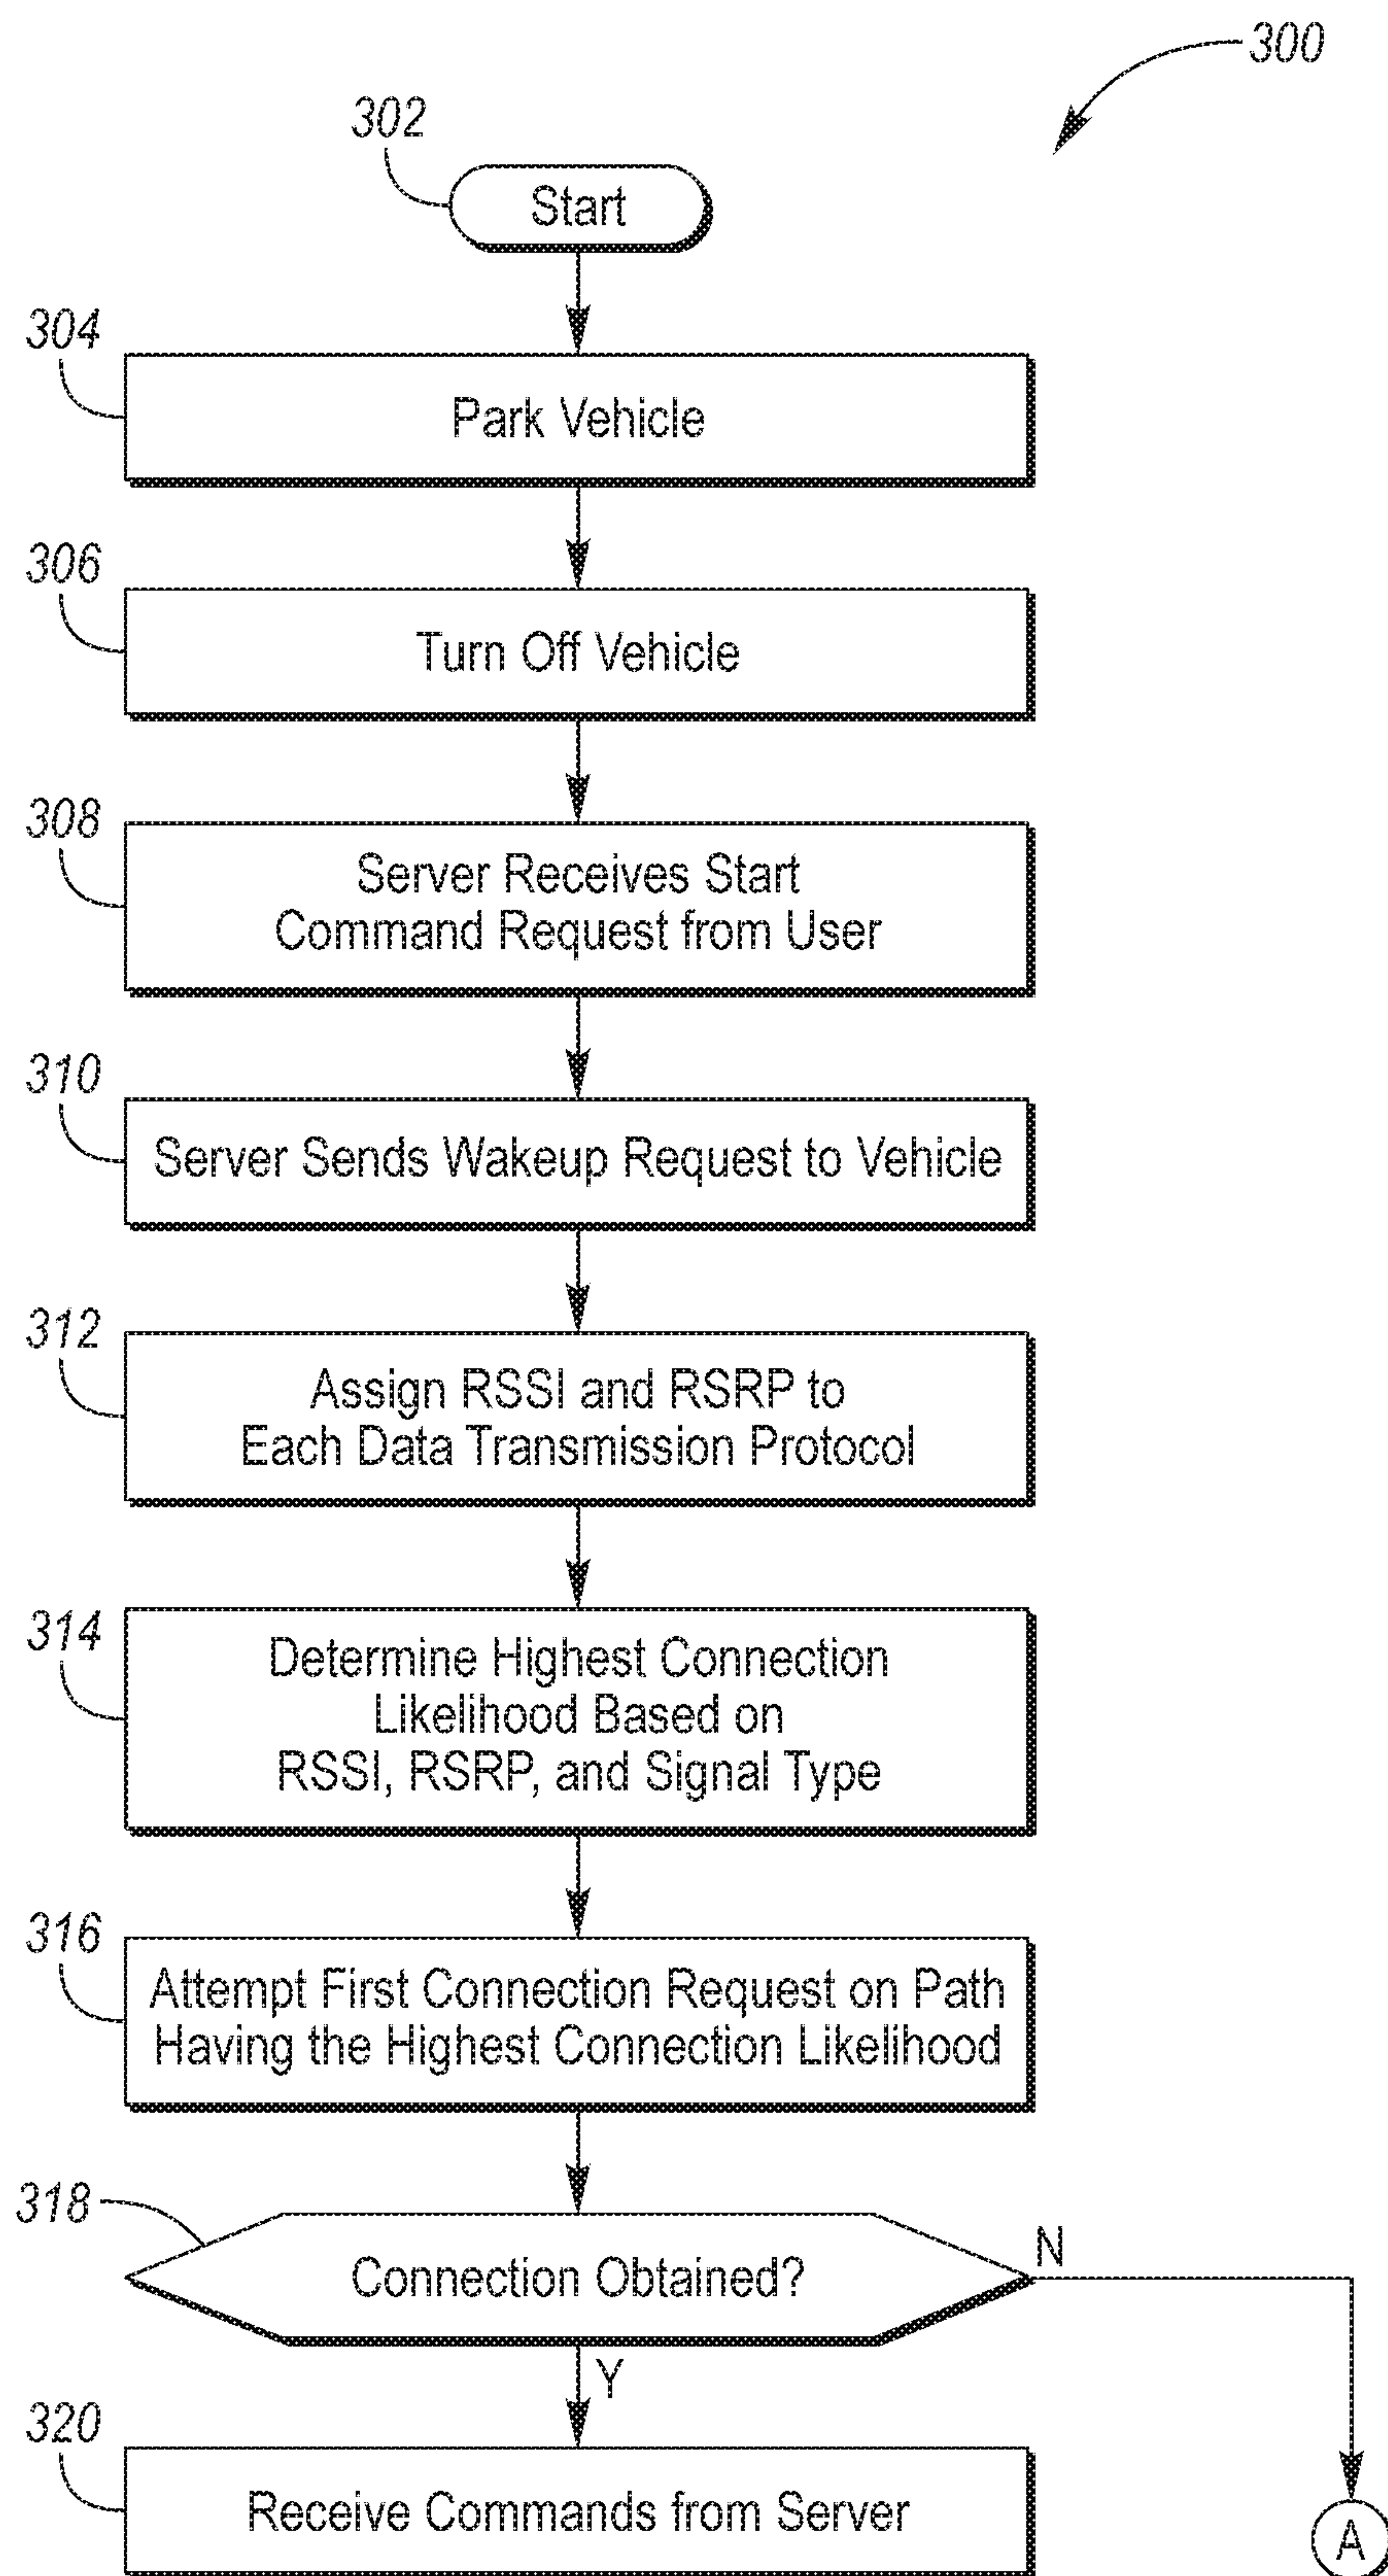 300
302
Start
304
Park Vehicle
306
Turn Off Vehicle
308
Server Receives Start
Command Request from User
310
Server Sends Wakeup Request to Vehicle
312
Assign RSSI and RSRP to
Each Data Transmission Protocol
314
Determine Highest Connection
Likelihood Based on
RSSI, RSRP, and Signal Type
316
Attempt First Connection Request on Path
Having the Highest Connection Likelihood
318
Connection Obtained?
N
Y
320
Receive Commands from Server
A